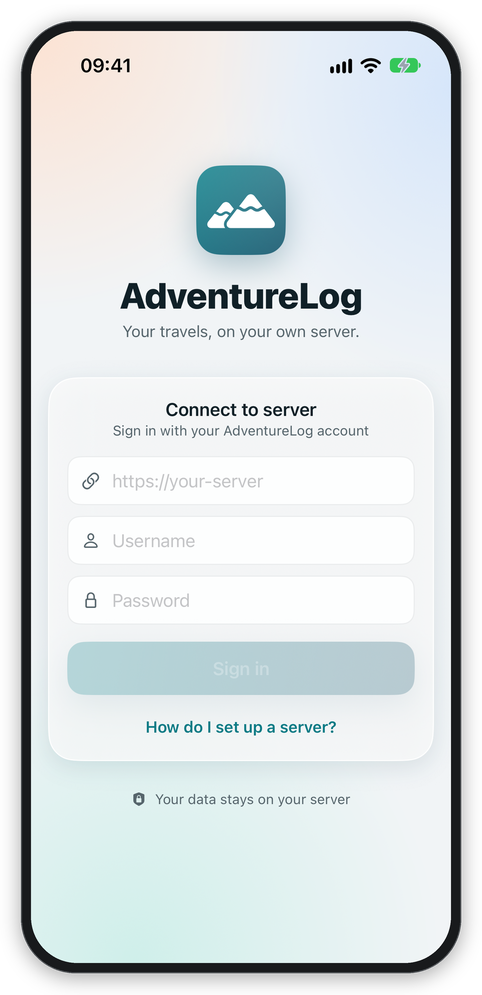 09:41
AdventureLog
Your travels, on your own server.
Connect to server
Sign in with your AdventureLog account
https://your-server
Username
Password
Sign in
How do I set up a server?
Your data stays on your server